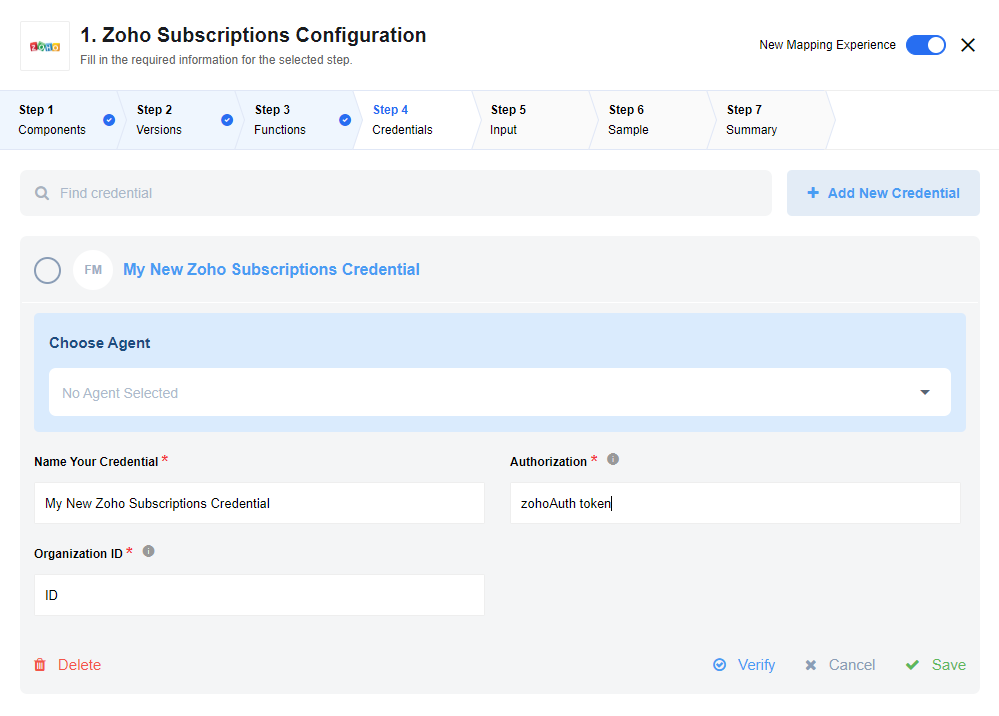 ZOHO
1. Zoho Subscriptions Configuration
Fill in the required information for the selected step.
New Mapping Experience
Step 1
Components
Step 2
Versions
Step 3
Functions
Step 4
Credentials
Step 5
Input
Step 6
Sample
Step 7
Summary
Find credential
+ Add New Credential
FM
My New Zoho Subscriptions Credential
Choose Agent
No Agent Selected
Name Your Credential *
My New Zoho Subscriptions Credential
Authorization *
zohoAuth token
Organization ID *
ID
Delete
Verify
Cancel
Save